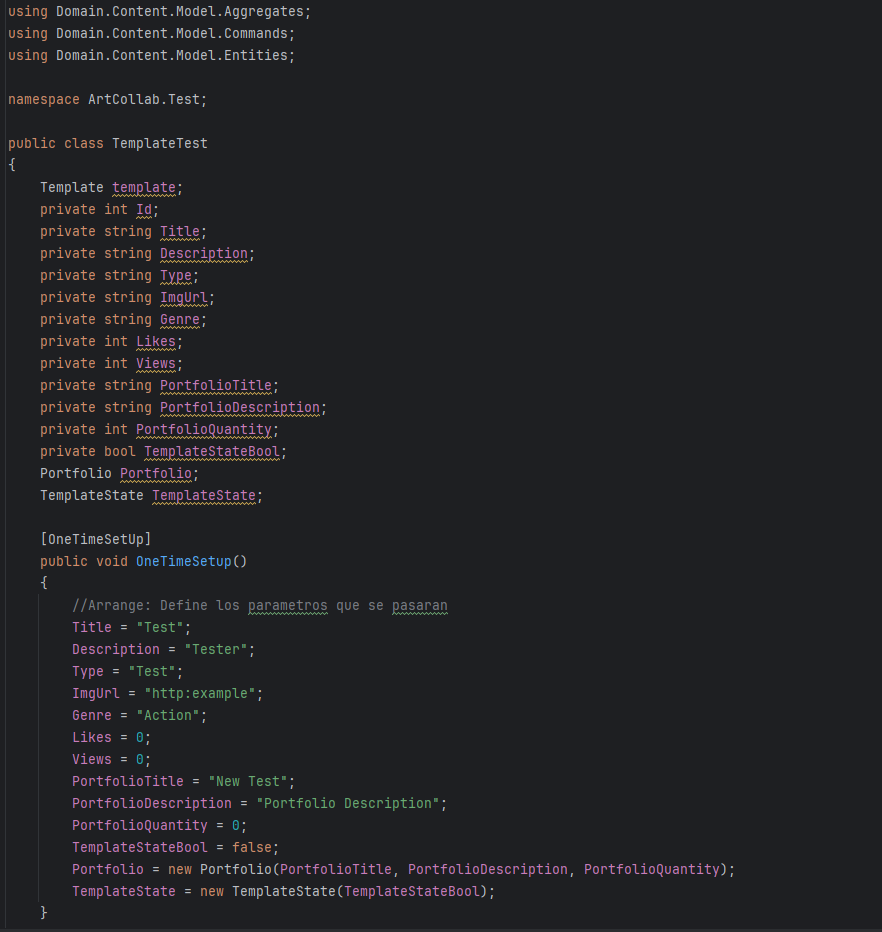 using Domain.Content.Model.Aggregates;
using Domain.Content.Model.Commands;
using Domain.Content.Model.Entities;

namespace ArtCollab.Test;

public class TemplateTest
{
    Template template;
    private int Id;
    private string Title;
    private string Description;
    private string Type;
    private string ImgUrl;
    private string Genre;
    private int Likes;
    private int Views;
    private string PortfolioTitle;
    private string PortfolioDescription;
    private int PortfolioQuantity;
    private bool TemplateStateBool;
    Portfolio Portfolio;
    TemplateState TemplateState;

    [OneTimeSetUp]
    public void OneTimeSetup()
    {
        //Arrange: Define los parametros que se pasaran
        Title = "Test";
        Description = "Tester";
        Type = "Test";
        ImgUrl = "http:example";
        Genre = "Action";
        Likes = 0;
        Views = 0;
        PortfolioTitle = "New Test";
        PortfolioDescription = "Portfolio Description";
        PortfolioQuantity = 0;
        TemplateStateBool = false;
        Portfolio = new Portfolio(PortfolioTitle, PortfolioDescription, PortfolioQuantity);
        TemplateState = new TemplateState(TemplateStateBool);
    }